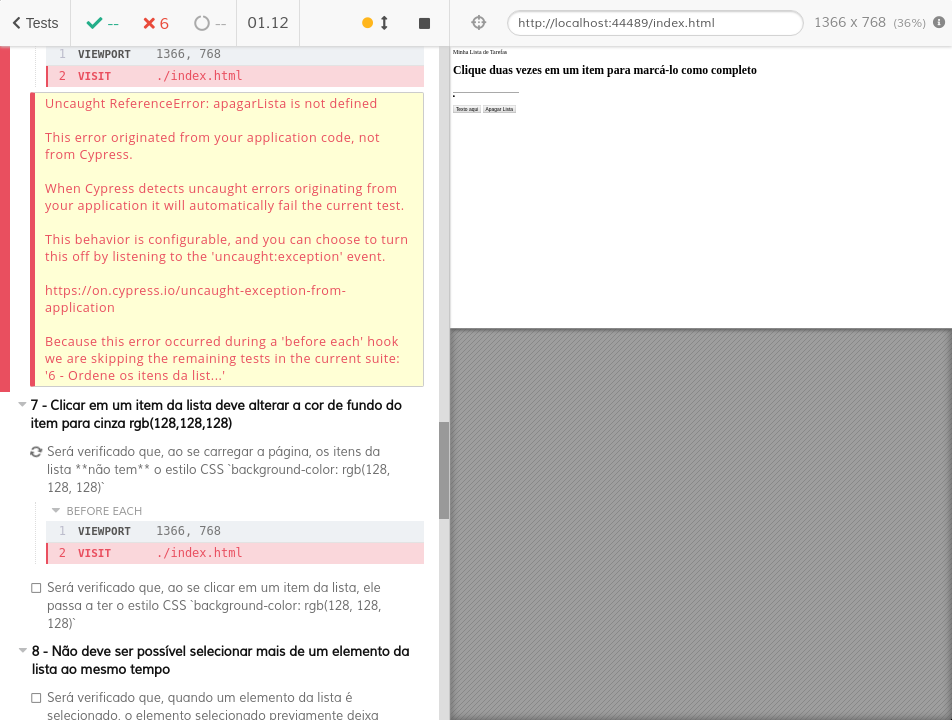 Tests
--
6
--
01.12
http://localhost:44489/index.html
1366 x 768 (36%)
1 VIEWPORT 1366, 768
2 VISIT ./index.html
Uncaught ReferenceError: apagarLista is not defined
This error originated from your application code, not
from Cypress.
When Cypress detects uncaught errors originating from
your application it will automatically fail the current test.
This behavior is configurable, and you can choose to turn
this off by listening to the 'uncaught:exception' event.
https://on.cypress.io/uncaught-exception-from-
application
Because this error occurred during a 'before each' hook
we are skipping the remaining tests in the current suite:
'6 - Ordene os itens da list...'
7 - Clicar em um item da lista deve alterar a cor de fundo do
item para cinza rgb(128,128,128)
Será verificado que, ao se carregar a página, os itens da
lista **não tem** o estilo CSS `background-color: rgb(128,
128, 128)`
BEFORE EACH
1 VIEWPORT 1366, 768
2 VISIT ./index.html
Será verificado que, ao se clicar em um item da lista, ele
passa a ter o estilo CSS `background-color: rgb(128, 128,
128)`
8 - Não deve ser possível selecionar mais de um elemento da
lista ao mesmo tempo
Será verificado que, quando um elemento da lista é
selecionado, o elemento selecionado previamente deixa
Minha Lista de Tarefas
Clique duas vezes em um item para marcá-lo como completo
Texto aqui Apagar Lista